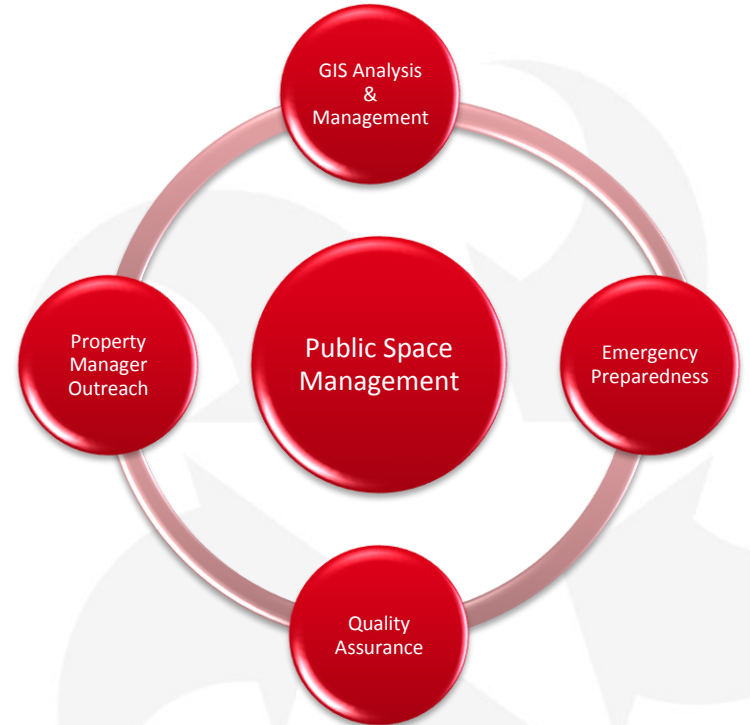 GIS Analysis
&
Management
Property
Manager
Outreach
Public Space
Management
Emergency
Preparedness
Quality
Assurance